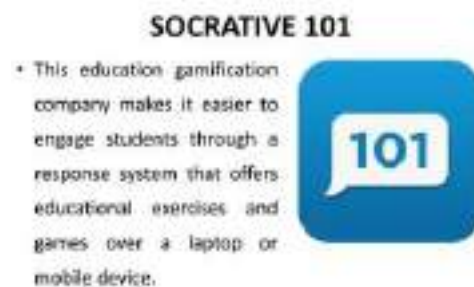 SOCRATIVE 101
• This education gamification
company makes it easier to
engage students through a
response system that offers
educational exercises and
games over a laptop or
mobile device.
101